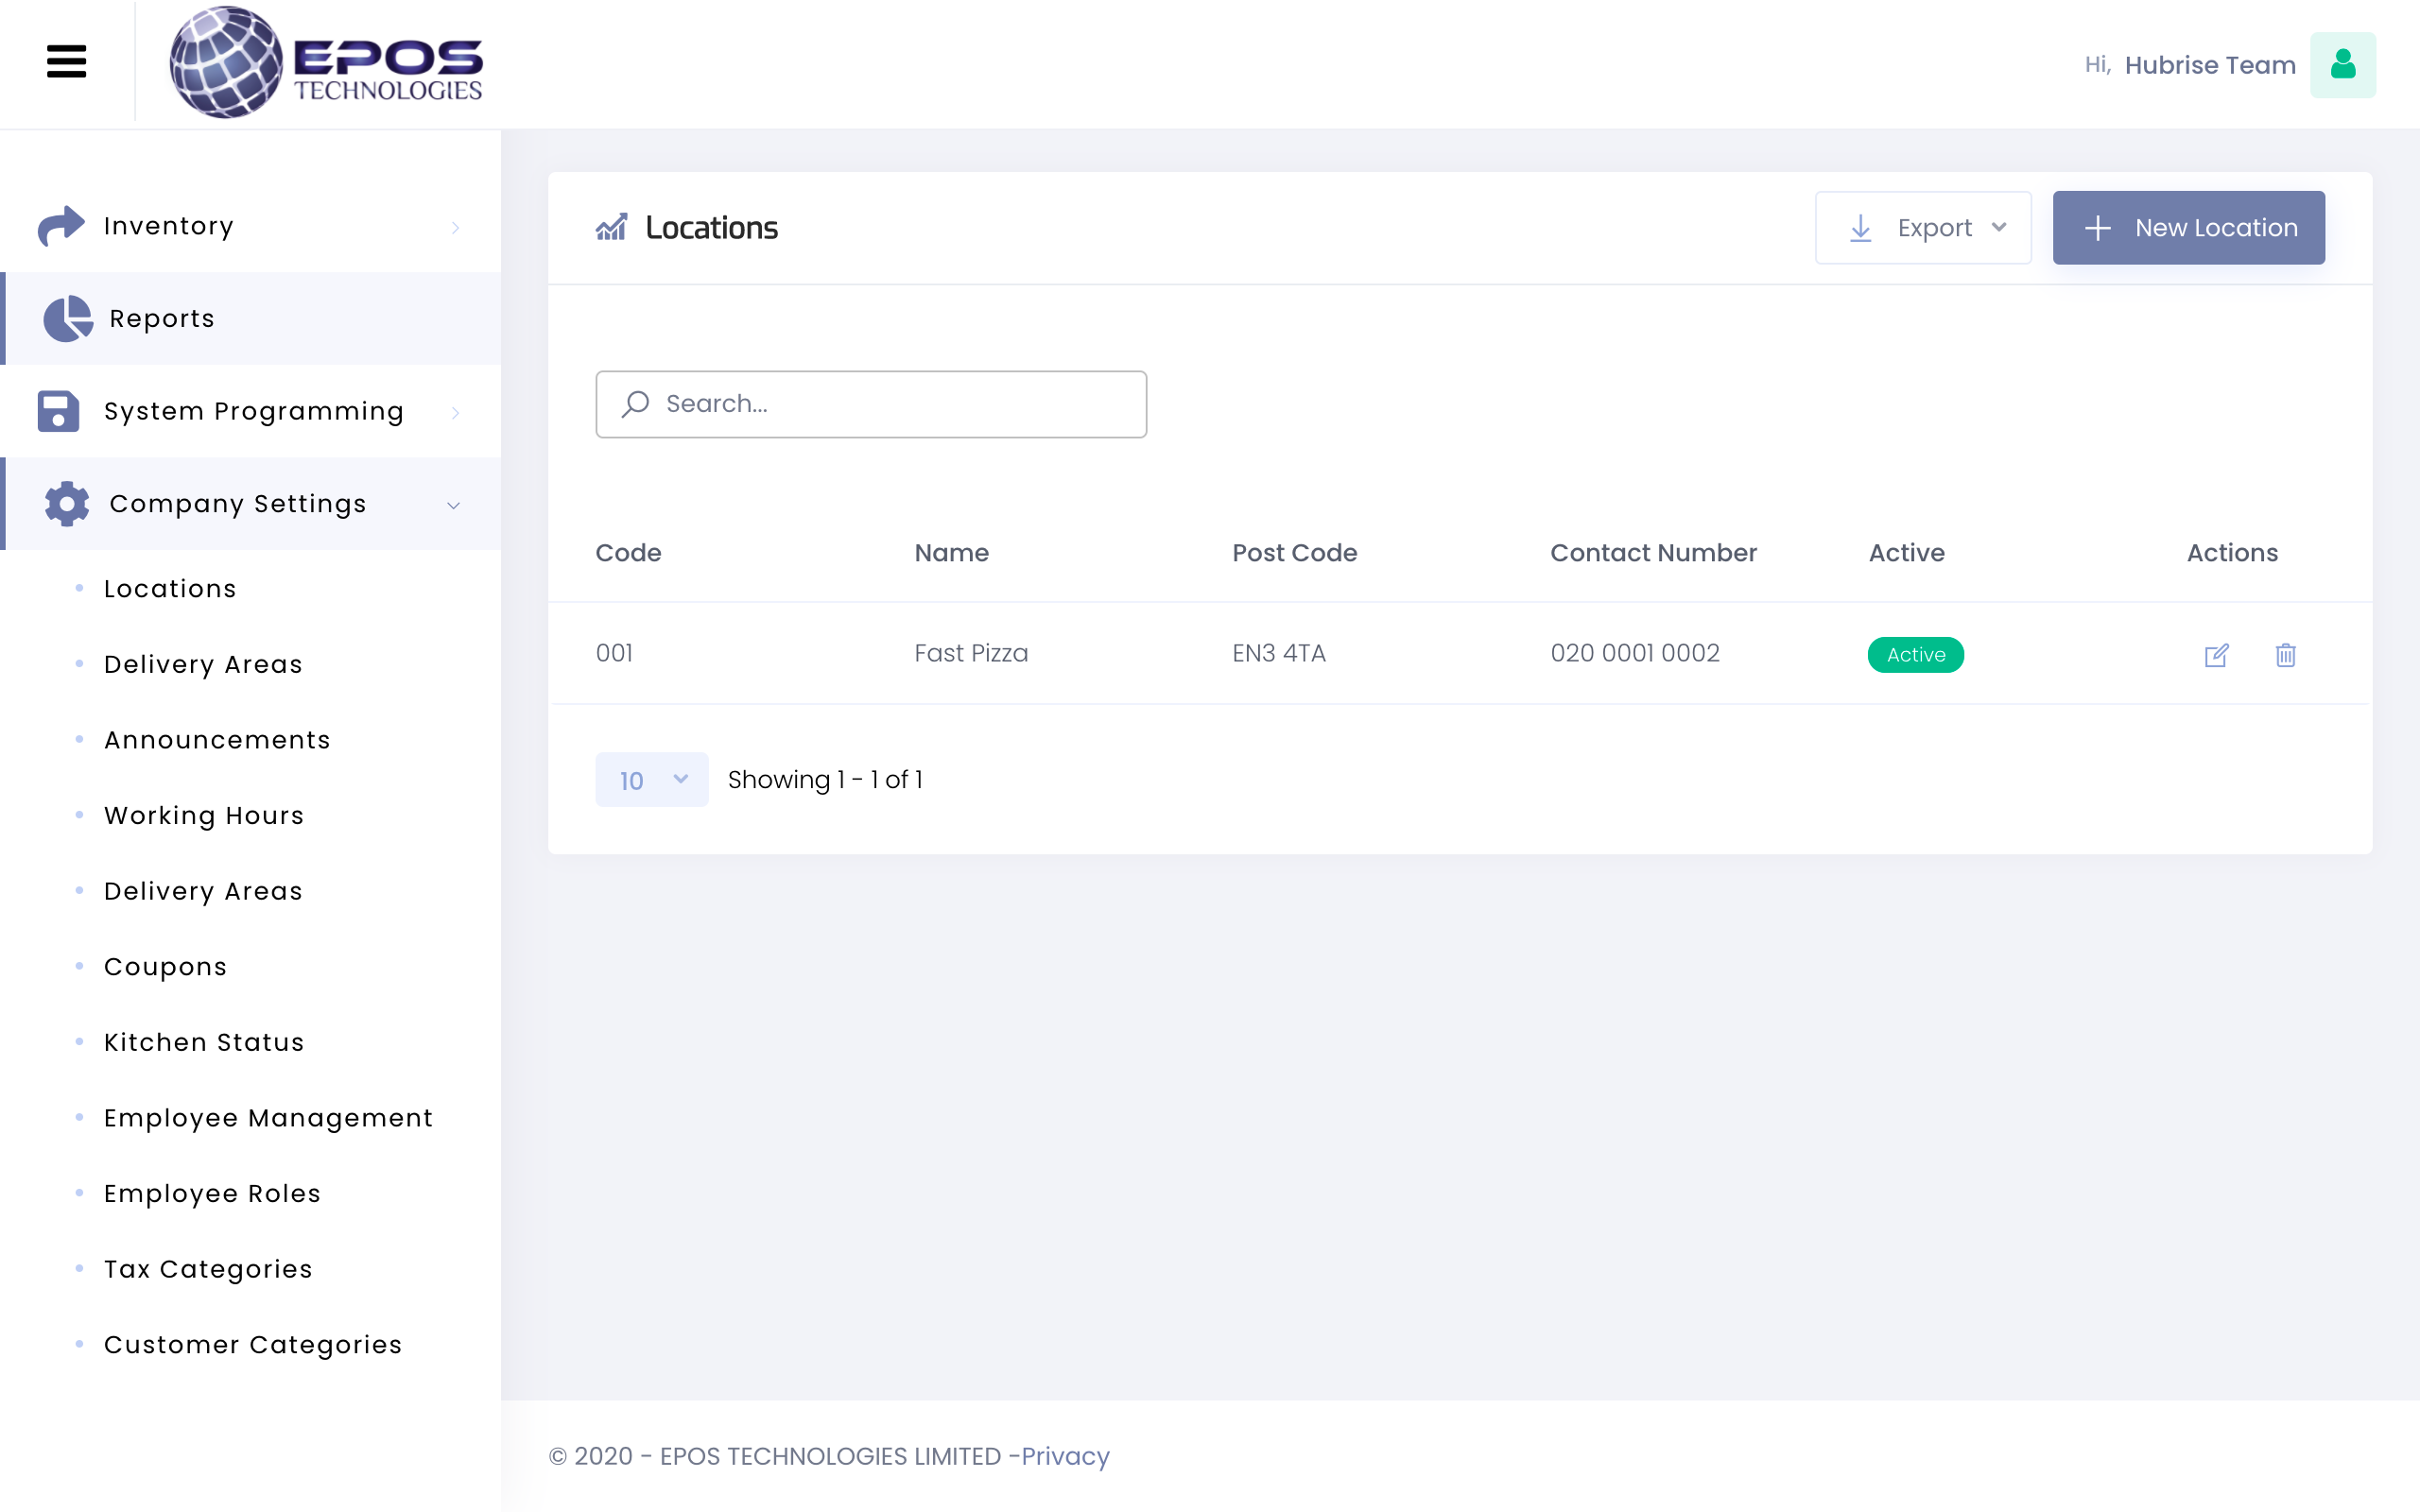 EPOS
TECHNOLOGIES
Hi, Hubrise Team
Inventory
Reports
System Programming
Company Settings
Locations
Delivery Areas
Announcements
Working Hours
Delivery Areas
Coupons
Kitchen Status
Employee Management
Employee Roles
Tax Categories
Customer Categories
Locations
Export
New Location
Search...
Code Name Post Code Contact Number Active Actions
001 Fast Pizza EN3 4TA 020 0001 0002 Active
10 Showing 1 - 1 of 1
© 2020 - EPOS TECHNOLOGIES LIMITED -Privacy